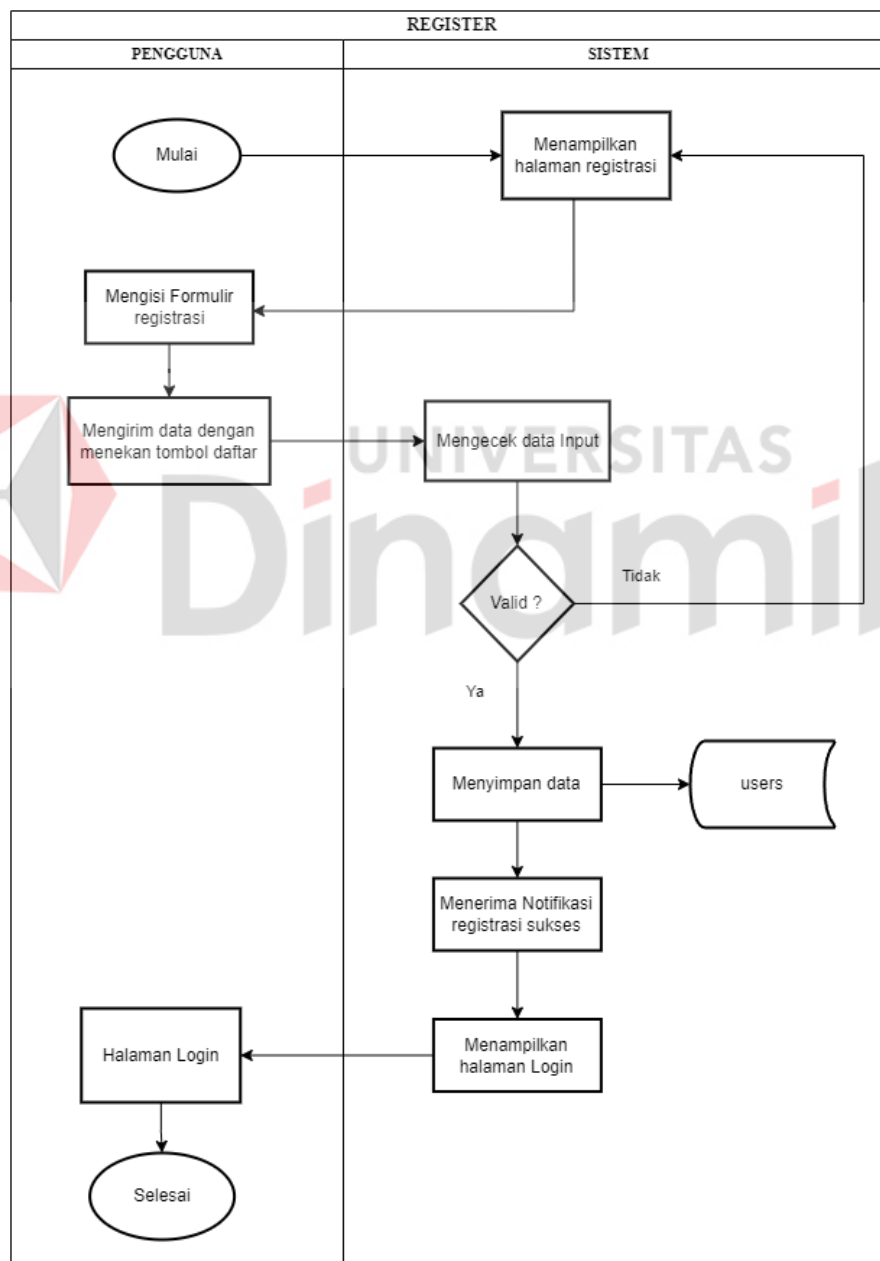 REGISTER
PENGGUNA
SISTEM
Mulai
Menampilkan
halaman registrasi
Mengisi Formulir
registrasi
Mengirim data dengan
menekan tombol daftar
Mengecek data Input
UNIVERSITAS
Dinami
Valid ?
Tidak
Ya
Menyimpan data
users
Menerima Notifikasi
registrasi sukses
Menampilkan
halaman Login
Halaman Login
Selesai